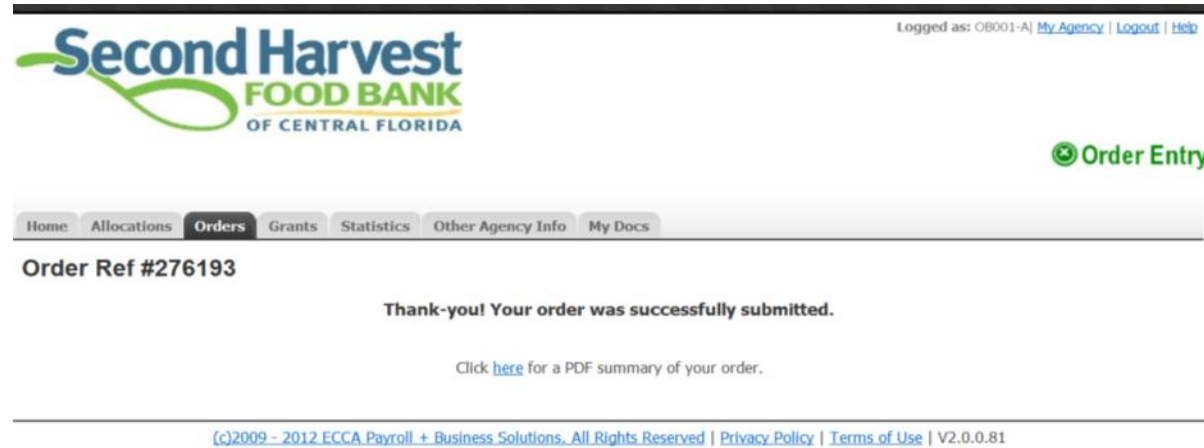 Logged as: OB001-A| My Agency | Logout | Help
Second Harvest
FOOD BANK
OF CENTRAL FLORIDA
Order Entry
Home Allocations Orders Grants Statistics Other Agency Info My Docs
Order Ref #276193
Thank-you! Your order was successfully submitted.
Click here for a PDF summary of your order.
(c)2009 - 2012 ECCA Payroll + Business Solutions. All Rights Reserved | Privacy Policy | Terms of Use | V2.0.0.81